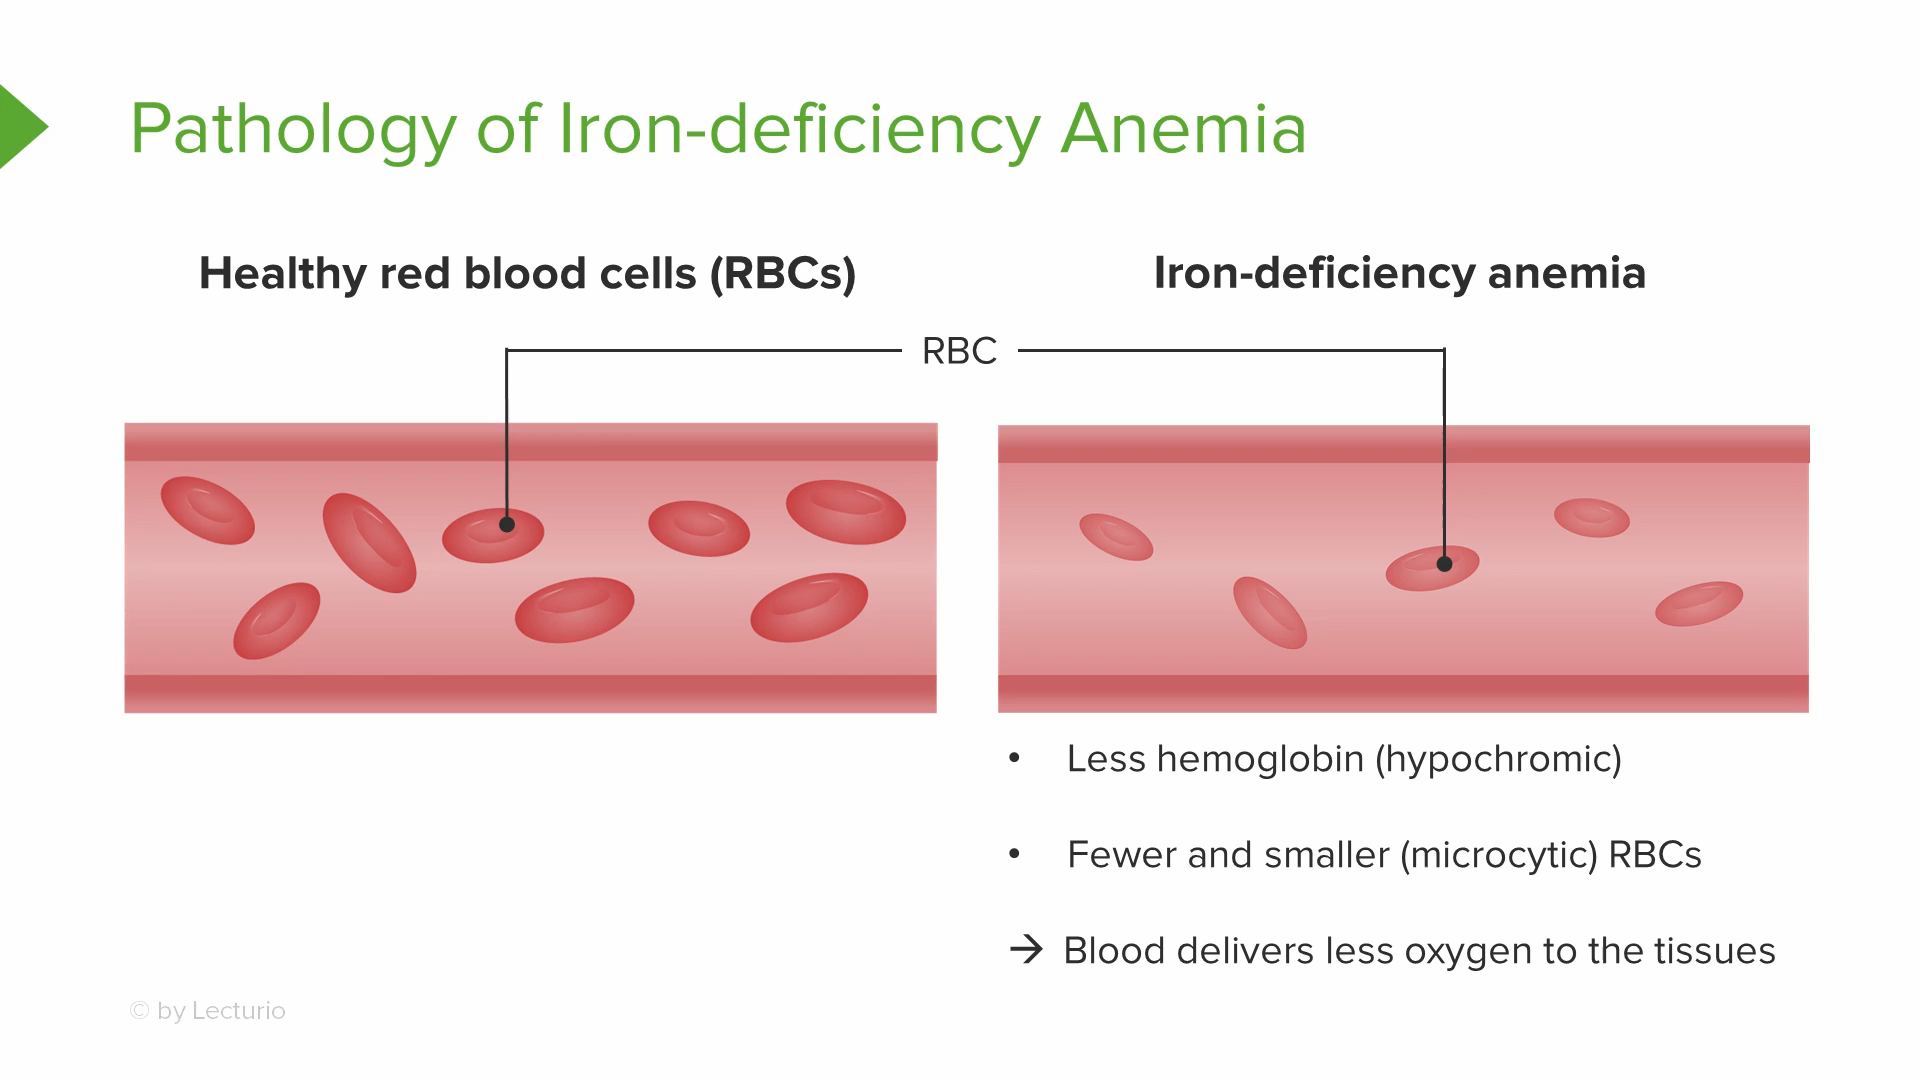 Pathology of Iron-deficiency Anemia
Healthy red blood cells (RBCs)
Iron-deficiency anemia
RBC
• Less hemoglobin (hypochromic)
• Fewer and smaller (microcytic) RBCs
→ Blood delivers less oxygen to the tissues
© by Lecturio